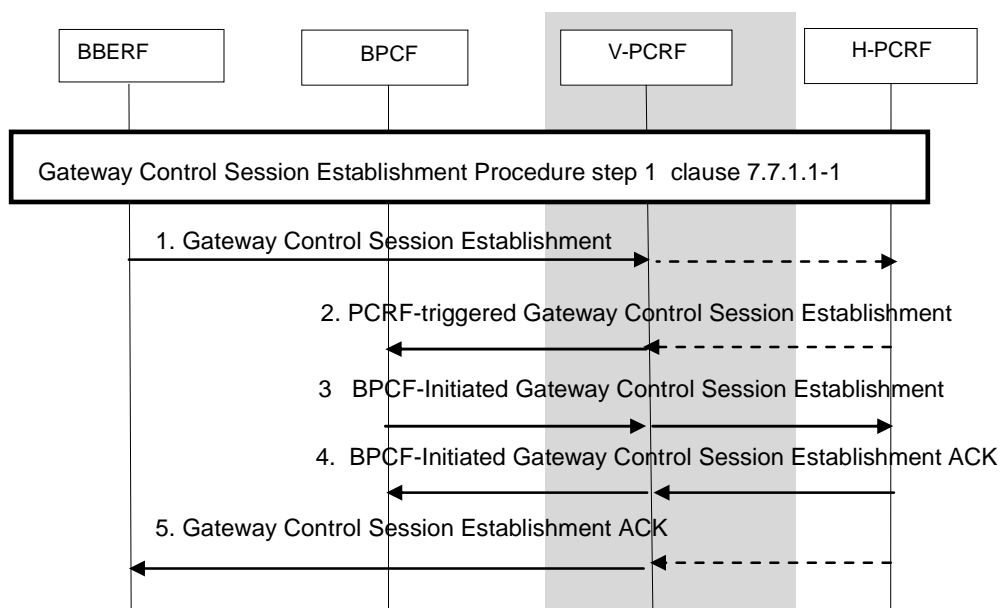 BBERF
BPCF
V-PCRF
H-PCRF
Gateway Control Session Establishment Procedure step 1 clause 7.7.1.1-1
1. Gateway Control Session Establishment
2. PCRF-triggered Gateway Control Session Establishment
3 BPCF-Initiated Gateway Control Session Establishment
4. BPCF-Initiated Gateway Control Session Establishment ACK
5. Gateway Control Session Establishment ACK